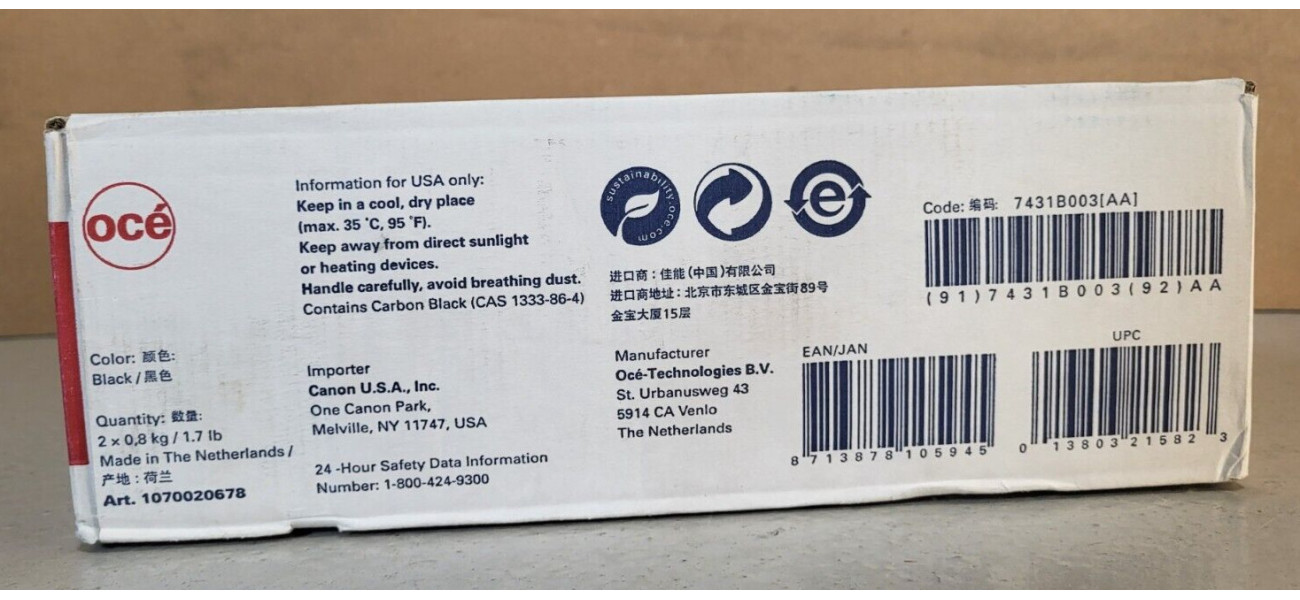 océ
Color: 颜色:
Black / 黑色
Quantity: 数量:
2 x 0,8 kg / 1.7 lb
Made in The Netherlands /
产地 : 荷兰
Art. 1070020678
Information for USA only:
Keep in a cool, dry place
(max. 35 ˚C, 95 ˚F).
Keep away from direct sunlight
or heating devices.
Handle carefully, avoid breathing dust.
Contains Carbon Black (CAS 1333-86-4)
Importer
Canon U.S.A., Inc.
One Canon Park,
Melville, NY 11747, USA
24 -Hour Safety Data Information
Number: 1-800-424-9300
sustainability.oce.com
e
进口商 : 佳能 (中国)有限公司
进口商地址 : 北京市东城区金宝街89号
金宝大厦15层
Manufacturer
Océ-Technologies B.V.
St. Urbanusweg 43
5914 CA Venlo
The Netherlands
Code: 编码: 7431B003[AA]
(91)7431B003(92)AA
EAN/JAN
8 713878 105945
UPC
0 13803 21582 3